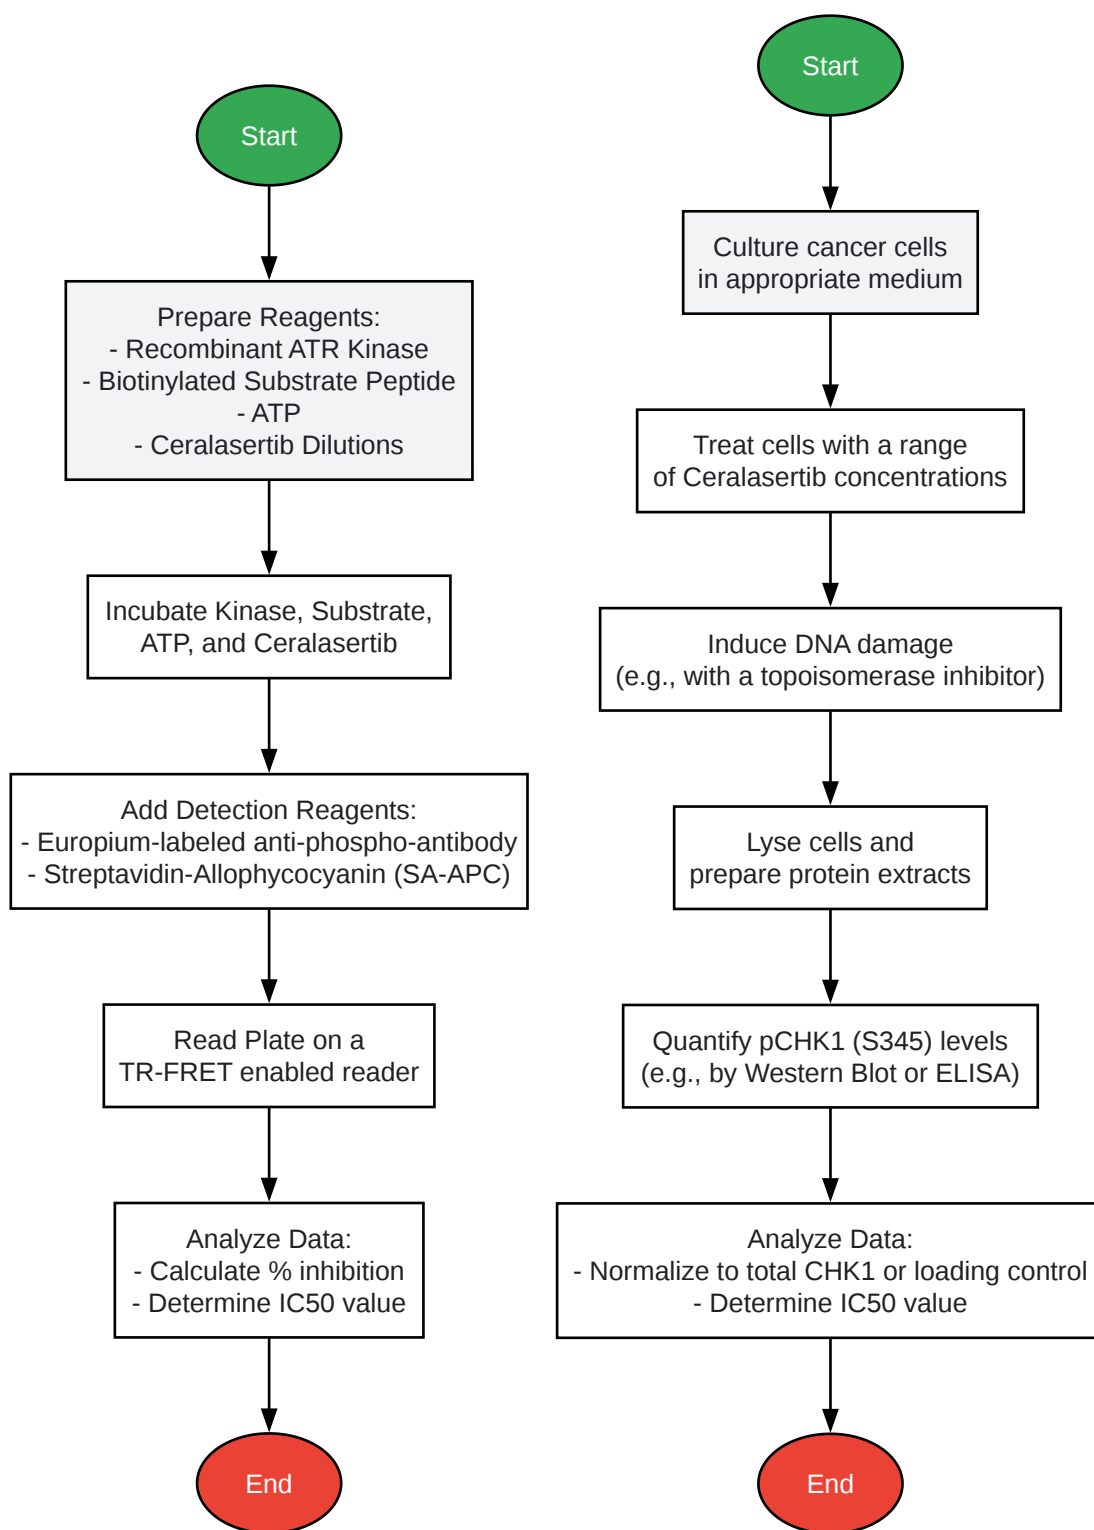 Start
Prepare Reagents:
- Recombinant ATR Kinase
- Biotinylated Substrate Peptide
- ATP
- Ceralasertib Dilutions
Incubate Kinase, Substrate,
ATP, and Ceralasertib
Add Detection Reagents:
- Europium-labeled anti-phospho-antibody
- Streptavidin-Allophycocyanin (SA-APC)
Read Plate on a
TR-FRET enabled reader
Analyze Data:
- Calculate % inhibition
- Determine IC50 value
End
Start
Culture cancer cells
in appropriate medium
Treat cells with a range
of Ceralasertib concentrations
Induce DNA damage
(e.g., with a topoisomerase inhibitor)
Lyse cells and
prepare protein extracts
Quantify pCHK1 (S345) levels
(e.g., by Western Blot or ELISA)
Analyze Data:
- Normalize to total CHK1 or loading control
- Determine IC50 value
End